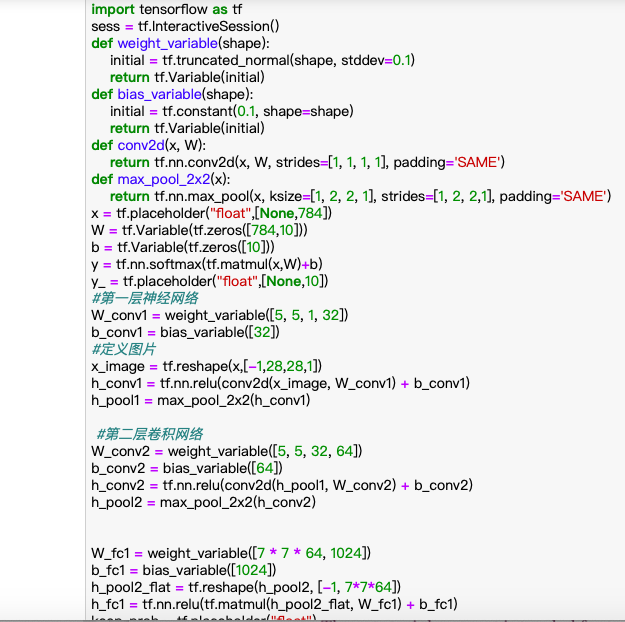 import tensorflow as tf
sess = tf.InteractiveSession()
def weight_variable(shape):
    initial = tf.truncated_normal(shape, stddev=0.1)
    return tf.Variable(initial)
def bias_variable(shape):
    initial = tf.constant(0.1, shape=shape)
    return tf.Variable(initial)
def conv2d(x, W):
    return tf.nn.conv2d(x, W, strides=[1, 1, 1, 1], padding='SAME')
def max_pool_2x2(x):
    return tf.nn.max_pool(x, ksize=[1, 2, 2, 1], strides=[1, 2, 2,1], padding='SAME')
x = tf.placeholder("float",[None,784])
W = tf.Variable(tf.zeros([784,10]))
b = tf.Variable(tf.zeros([10]))
y = tf.nn.softmax(tf.matmul(x,W)+b)
y_ = tf.placeholder("float",[None,10])
#第一层神经网络
W_conv1 = weight_variable([5, 5, 1, 32])
b_conv1 = bias_variable([32])
#定义图片
x_image = tf.reshape(x,[-1,28,28,1])
h_conv1 = tf.nn.relu(conv2d(x_image, W_conv1) + b_conv1)
h_pool1 = max_pool_2x2(h_conv1)
#第二层卷积网络
W_conv2 = weight_variable([5, 5, 32, 64])
b_conv2 = bias_variable([64])
h_conv2 = tf.nn.relu(conv2d(h_pool1, W_conv2) + b_conv2)
h_pool2 = max_pool_2x2(h_conv2)
W_fc1 = weight_variable([7 * 7 * 64, 1024])
b_fc1 = bias_variable([1024])
h_pool2_flat = tf.reshape(h_pool2, [-1, 7*7*64])
h_fc1 = tf.nn.relu(tf.matmul(h_pool2_flat, W_fc1) + b_fc1)